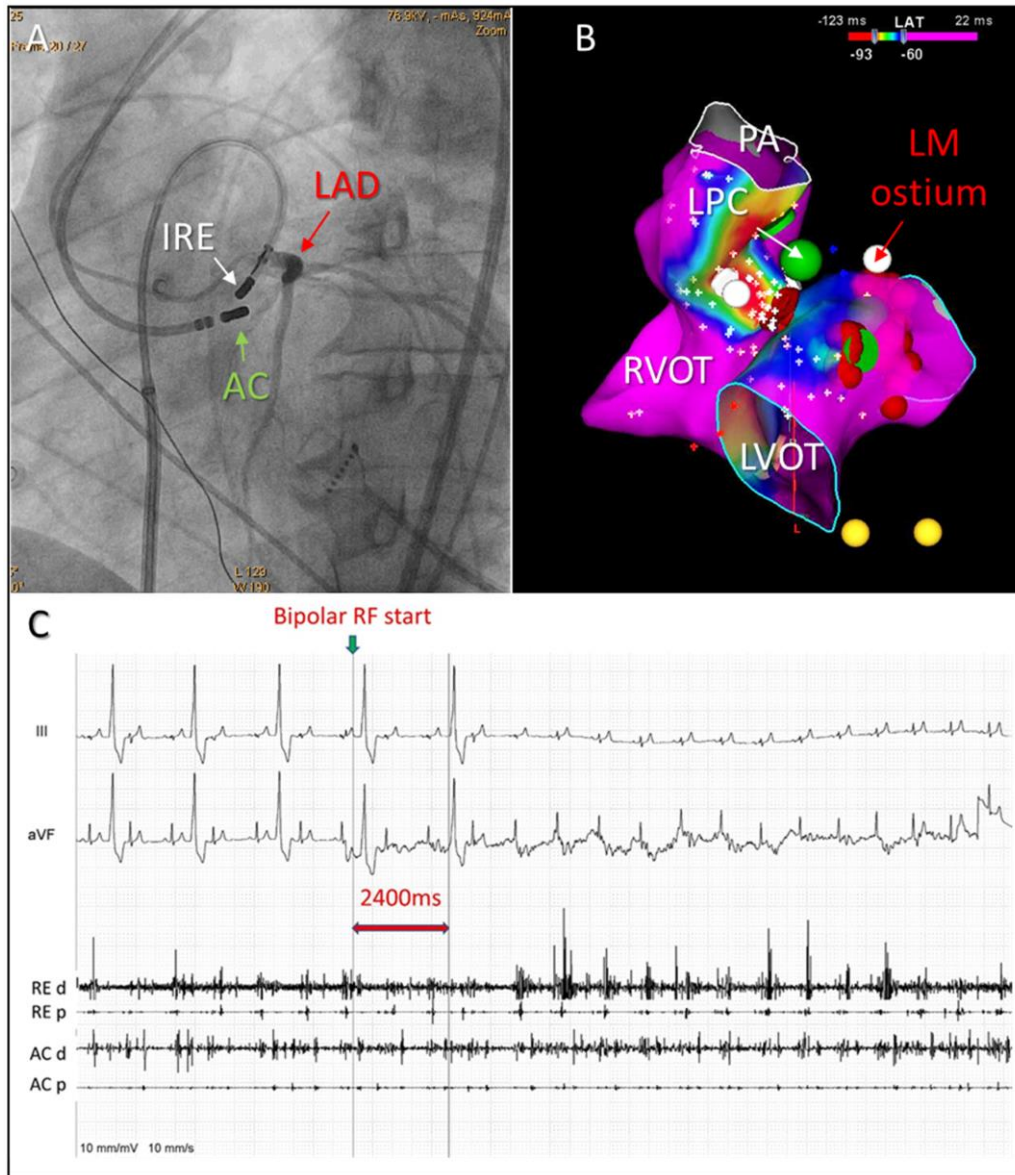 25
A
76.9kV, - mAs, 924mA
Zoom
LAD
IRE
AC
L 129
W 190
B
-123 ms LAT 22 ms
-93 -60
PA
LM
ostium
LPC
RVOT
LVOT
L
C
Bipolar RF start
III
aVF
2400ms
RE d
RE p
AC d
AC p
10 mm/mV 10 mm/s